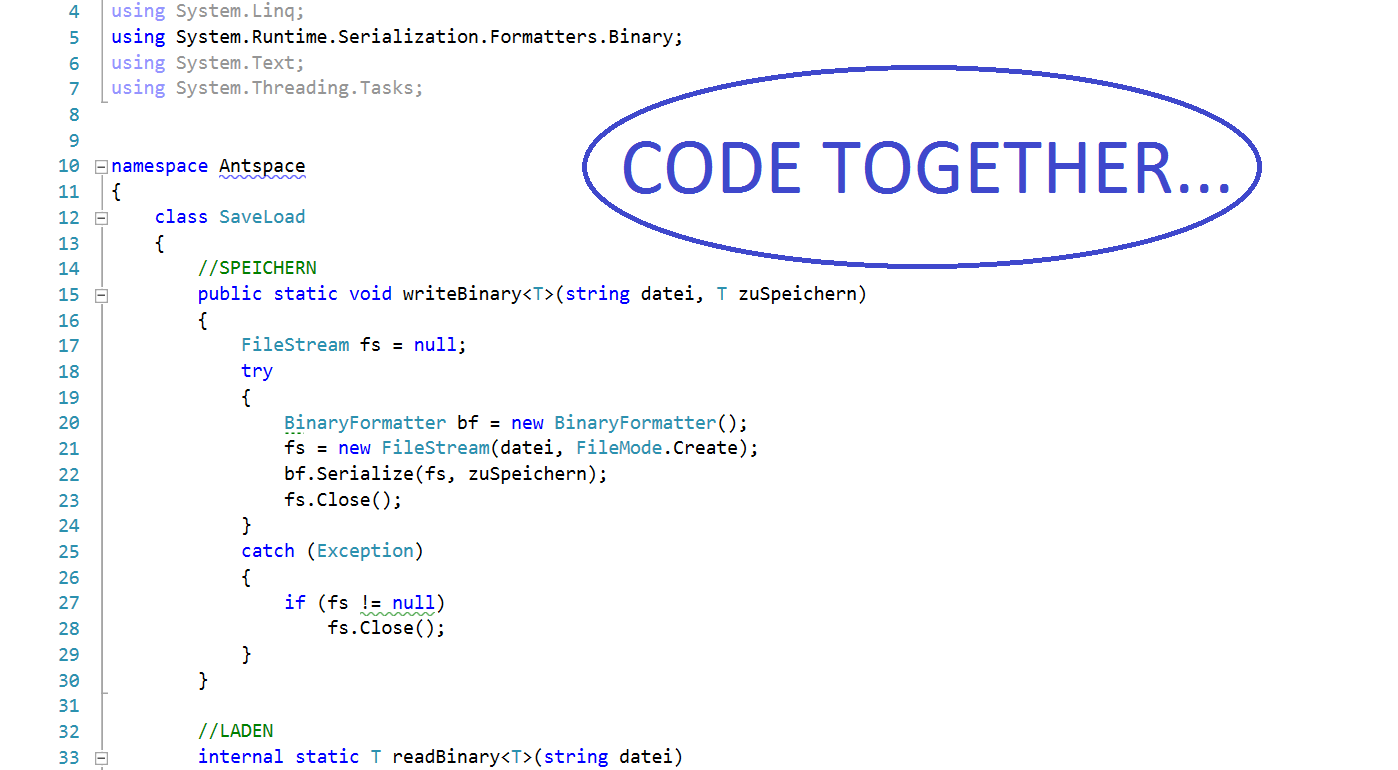 4 using System.Linq;
5 using System.Runtime.Serialization.Formatters.Binary;
6 using System.Text;
7 using System.Threading.Tasks;
8
9
CODE TOGETHER...
10 namespace Antspace
11 {
12 class SaveLoad
13 {
14 //SPEICHERN
15 public static void writeBinary<T>(string datei, T zuSpeichern)
16 {
17 FileStream fs = null;
18 try
19 {
20 BinaryFormatter bf = new BinaryFormatter();
21 fs = new FileStream(datei, FileMode.Create);
22 bf.Serialize(fs, zuSpeichern);
23 fs.Close();
24 }
25 catch (Exception)
26 {
27 if (fs != null)
28 fs.Close();
29 }
30 }
31
32 //LADEN
33 internal static T readBinary<T>(string datei)